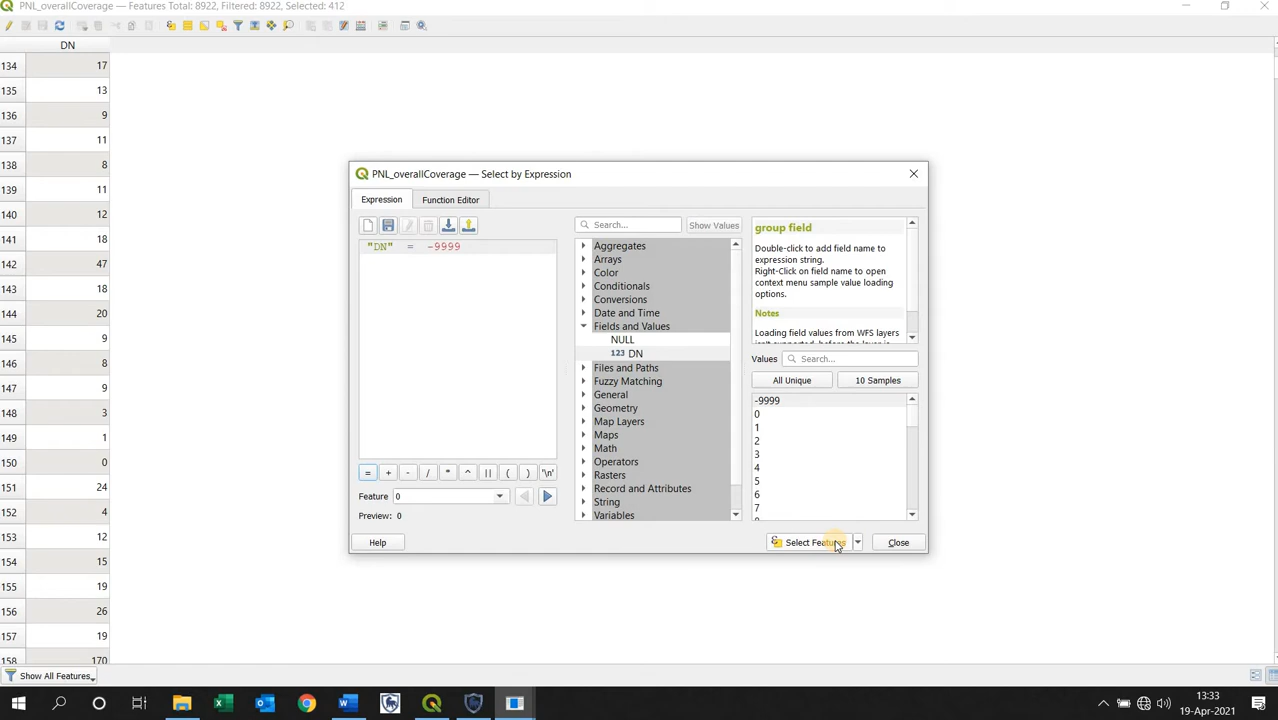 PNL_overallCoverage — Features Total: 8922, Filtered: 8922, Selected: 412
DN
134 17
135 13
136 9
137 11
138 8
139 11
140 12
141 18
142 47
143 18
144 20
145 9
146 8
147 9
148 3
149 1
150 0
151 24
152 4
153 12
154 15
155 19
156 26
157 19
158 170
Show All Features
PNL_overallCoverage — Select by Expression
Expression
Function Editor
"DN" = -9999
= + - / * ^ || ( ) '\n'
Feature 0
Preview: 0
Help
Search...
Show Values
Aggregates
Arrays
Color
Conditionals
Conversions
Date and Time
Fields and Values
NULL
123 DN
Files and Paths
Fuzzy Matching
General
Geometry
Map Layers
Maps
Math
Operators
Rasters
Record and Attributes
String
Variables
group field
Double-click to add field name to
expression string.
Right-Click on field name to open
context menu sample value loading
options.
Notes
Loading field values from WFS layers
isn't supported, before the layer is
Values Search...
All Unique
10 Samples
-9999
0
1
2
3
4
5
6
7
Select Features
Close
13:33
19-Apr-2021